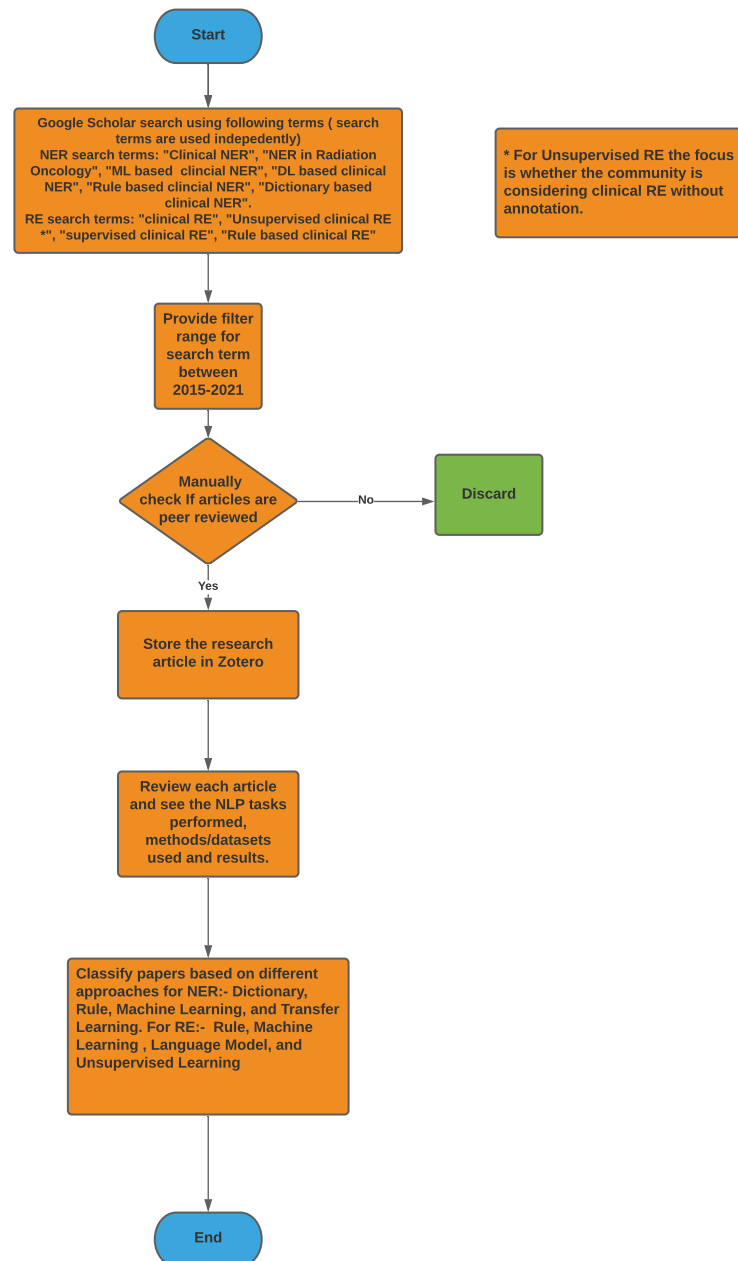 Start
Google Scholar search using following terms ( search
terms are used indepedently)
NER search terms: "Clinical NER", "NER in Radiation
Oncology", "ML based  clincial NER", "DL based clinical
NER", "Rule based clincial NER", "Dictionary based
clinical NER".
RE search terms: "clinical RE", "Unsupervised clinical RE
*", "supervised clinical RE", "Rule based clinical RE"
* For Unsupervised RE the focus
is whether the community is
considering clinical RE without
annotation.
Provide filter
range for
search term
between
2015-2021
Manually
check If articles are
peer reviewed
No
Discard
Yes
Store the research
article in Zotero
Review each article
and see the NLP tasks
performed,
methods/datasets
used and results.
Classify papers based on different
approaches for NER:- Dictionary,
Rule, Machine Learning, and Transfer
Learning. For RE:-  Rule, Machine
Learning , Language Model, and
Unsupervised Learning
End